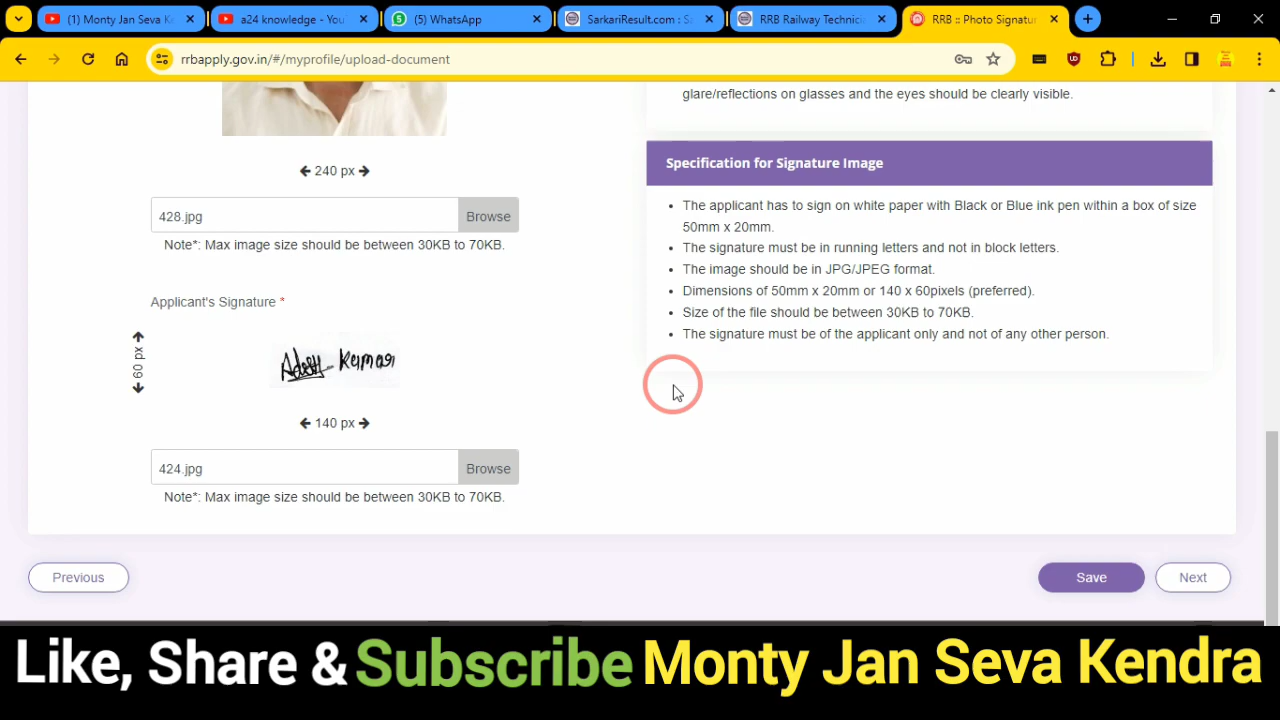 (1) Monty Jan Seva K
a24 knowledge - You
(5) WhatsApp
SarkariResult.com : S
RRB Railway Technici
RRB :: Photo Signatur
rrbapply.gov.in/#/myprofile/upload-document
glare/reflections on glasses and the eyes should be clearly visible.
240 px
428.jpg
Browse
Note*: Max image size should be between 30KB to 70KB.
Applicant's Signature *
60 px
Kumari
140 px
424.jpg
Browse
Note*: Max image size should be between 30KB to 70KB.
Specification for Signature Image
The applicant has to sign on white paper with Black or Blue ink pen within a box of size
50mm x 20mm.
The signature must be in running letters and not in block letters.
The image should be in JPG/JPEG format.
Dimensions of 50mm x 20mm or 140 x 60pixels (preferred).
Size of the file should be between 30KB to 70KB.
The signature must be of the applicant only and not of any other person.
Previous
Save
Next
Like, Share & Subscribe Monty Jan Seva Kendra